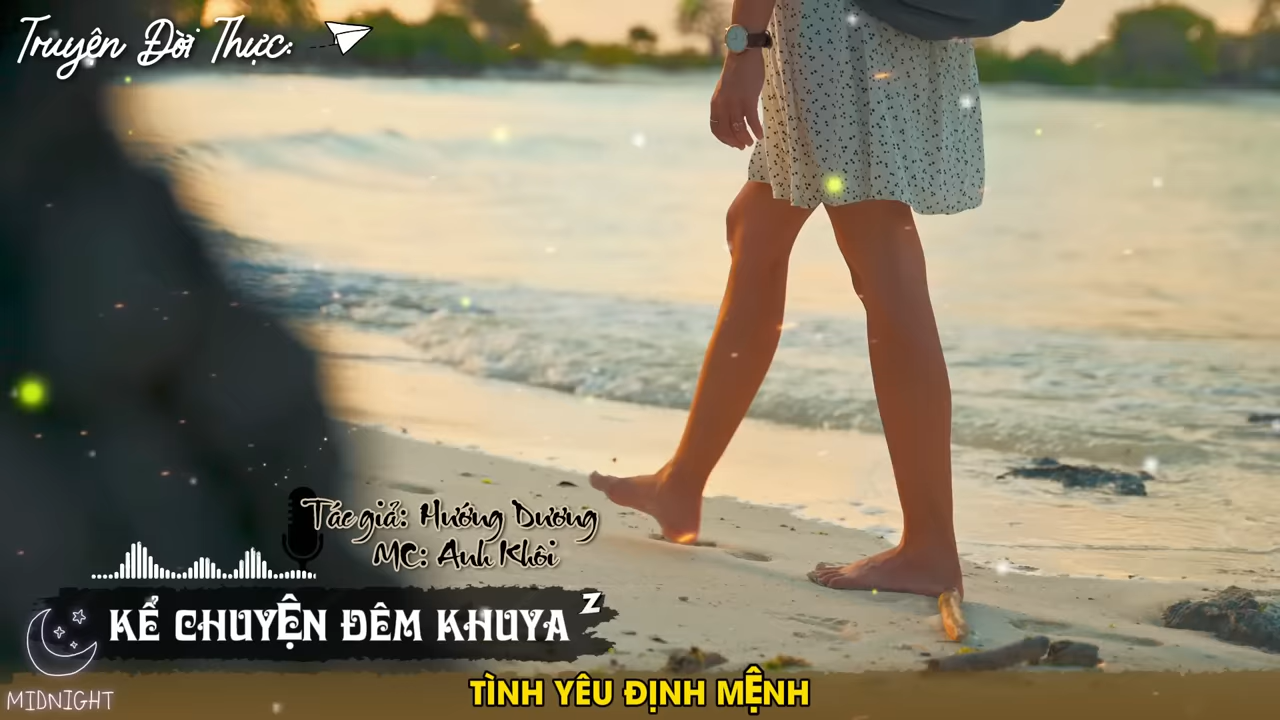 Truyện Đời Thực:
Tác giả: Hướng Dương
MC: Anh Khôi
KỂ CHUYỆN ĐÊM KHUYA Z
MIDNIGHT
TÌNH YÊU ĐỊNH MỆNH